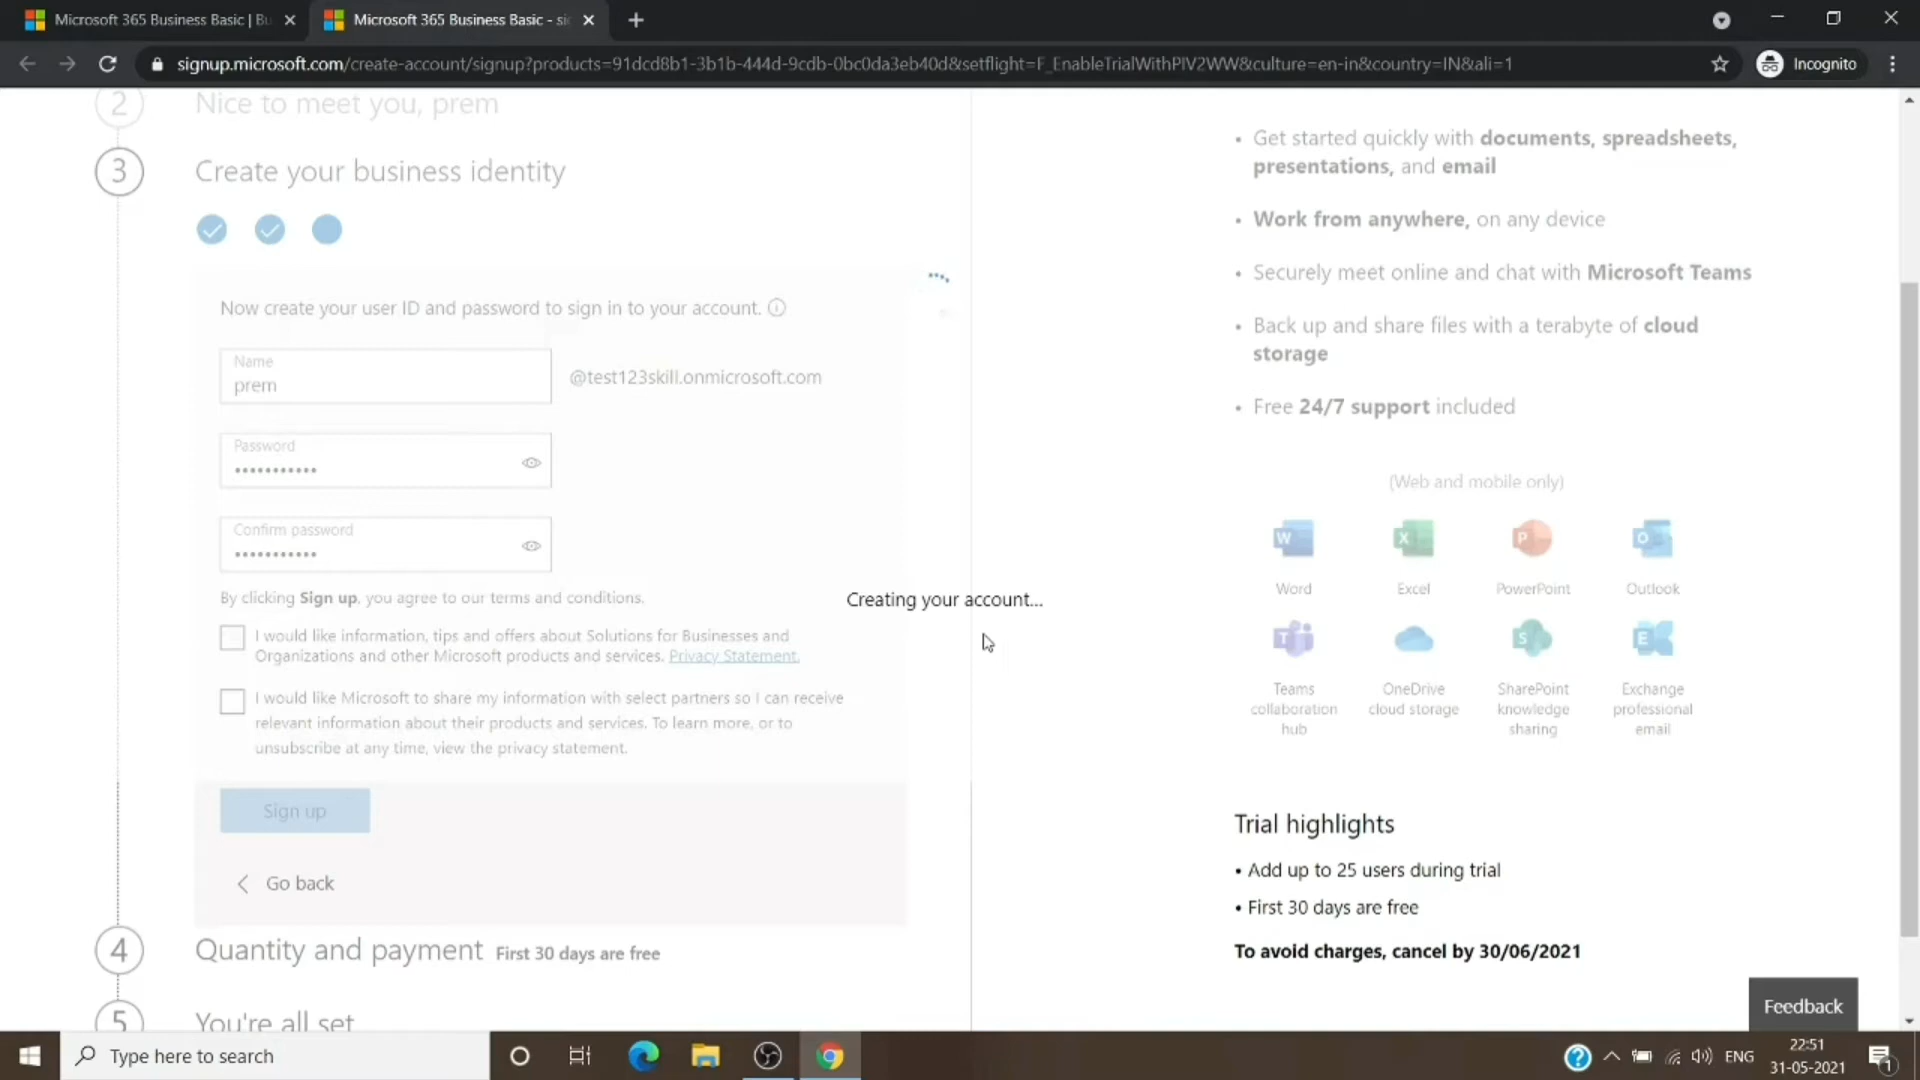 Microsoft 365 Business Basic | Bu
Microsoft 365 Business Basic - si
signup.microsoft.com/create-account/signup?products=91dcd8b1-3b1b-444d-9cdb-0bc0da3eb40d&setflight=F_EnableTrialWithPIV2WW&culture=en-in&country=IN&ali=1
Incognito
2
Nice to meet you, prem
3
Create your business identity
Now create your user ID and password to sign in to your account.
Name
prem
@test123skill.onmicrosoft.com
Password
Confirm password
By clicking Sign up, you agree to our terms and conditions.
I would like information, tips and offers about Solutions for Businesses and
Organizations and other Microsoft products and services. Privacy Statement.
I would like Microsoft to share my information with select partners so I can receive
relevant information about their products and services. To learn more, or to
unsubscribe at any time, view the privacy statement.
Sign up
Go back
4
Quantity and payment First 30 days are free
5
You're all set
Creating your account...
• Get started quickly with documents, spreadsheets,
presentations, and email
• Work from anywhere, on any device
• Securely meet online and chat with Microsoft Teams
• Back up and share files with a terabyte of cloud
storage
• Free 24/7 support included
(Web and mobile only)
W
X
P
O
Word
Excel
PowerPoint
Outlook
T
S
E
Teams
collaboration
hub
OneDrive
cloud storage
SharePoint
knowledge
sharing
Exchange
professional
email
Trial highlights
• Add up to 25 users during trial
• First 30 days are free
To avoid charges, cancel by 30/06/2021
Feedback
Type here to search
ENG
22:51
31-05-2021
1